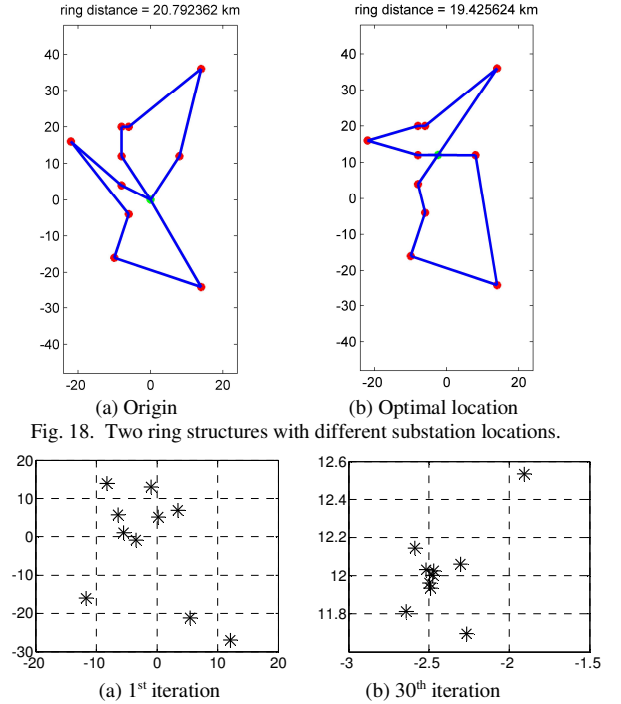 ring distance = 20.792362 km
ring distance = 19.425624 km
40
30
20
10
0
-10
-20
-30
-40
-20 0 20
40
30
20
10
0
-10
-20
-30
-40
-20 0 20
(a) Origin
(b) Optimal location
Fig. 18. Two ring structures with different substation locations.
20
10
0
-10
-20
-30
-20 -10 0 10 20
12.6
12.4
12.2
12
11.8
-3 -2.5 -2 -1.5
(a) 1st iteration
(b) 30th iteration